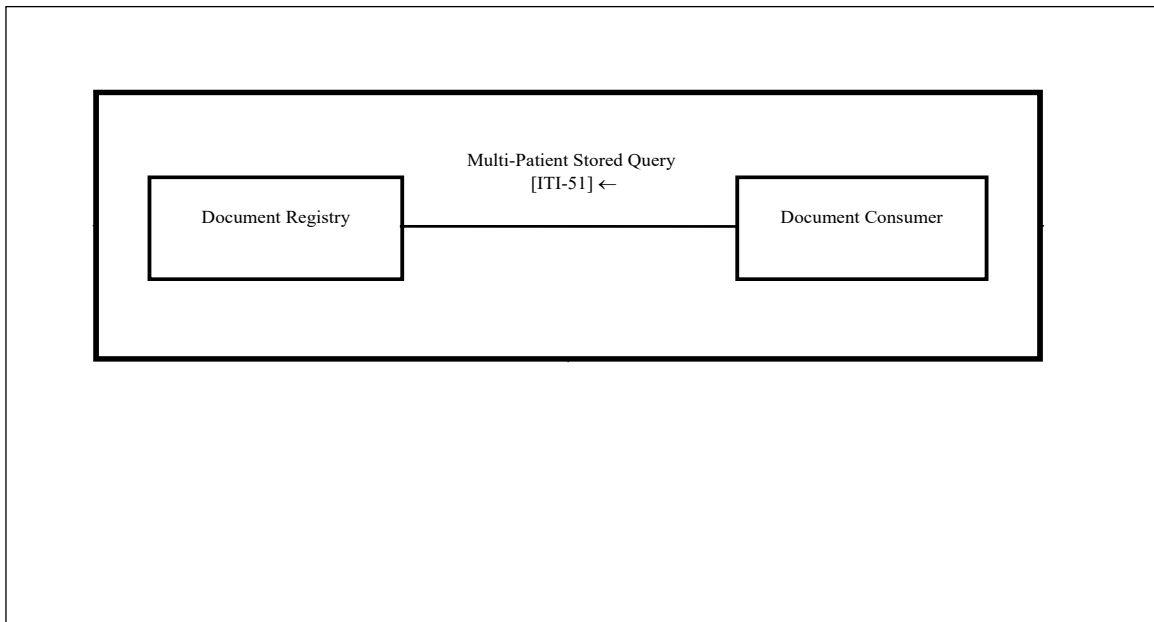 Multi-Patient Stored Query
[ITI-51] ←
Document Registry
Document Consumer